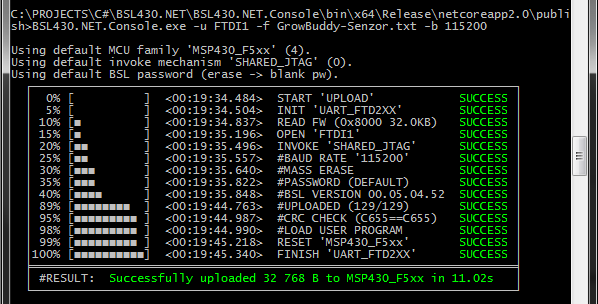 C:\PROJECTS\C#\BSL430.NET\BSL430.NET.Console\bin\x64\Release\netcoreapp2.0\publi
sh>BSL430.NET.Console.exe -u FTDI1 -f GrowBuddy-Senzor.txt -b 115200
Using default MCU family 'MSP430_F5xx' (4).
Using default invoke mechanism 'SHARED_JTAG' (0).
Using default BSL password (erase -> blank pw).
0% [ ] <00:19:34.484> START 'UPLOAD' SUCCESS
5% [ ] <00:19:34.504> INIT 'UART_FTD2XX' SUCCESS
10% [■ ] <00:19:34.837> READ FW (0x8000 32.0KB) SUCCESS
15% [■ ] <00:19:35.196> OPEN 'FTDI1' SUCCESS
20% [■■ ] <00:19:35.496> INVOKE 'SHARED_JTAG' SUCCESS
25% [■■ ] <00:19:35.557> #BAUD RATE '115200' SUCCESS
30% [■■■ ] <00:19:35.640> #MASS ERASE SUCCESS
35% [■■■ ] <00:19:35.822> #PASSWORD (DEFAULT) SUCCESS
40% [■■■■ ] <00:19:35.848> #BSL VERSION 00.05.04.52 SUCCESS
89% [■■■■■■■■ ] <00:19:44.763> #UPLOADED (129/129) SUCCESS
95% [■■■■■■■■■ ] <00:19:44.987> #CRC CHECK (C655==C655) SUCCESS
98% [■■■■■■■■■ ] <00:19:44.990> #LOAD USER PROGRAM SUCCESS
99% [■■■■■■■■■ ] <00:19:45.218> RESET 'MSP430_F5xx' SUCCESS
100% [■■■■■■■■■■] <00:19:45.340> FINISH 'UART_FTD2XX' SUCCESS
#RESULT: Successfully uploaded 32 768 B to MSP430_F5xx in 11.02s